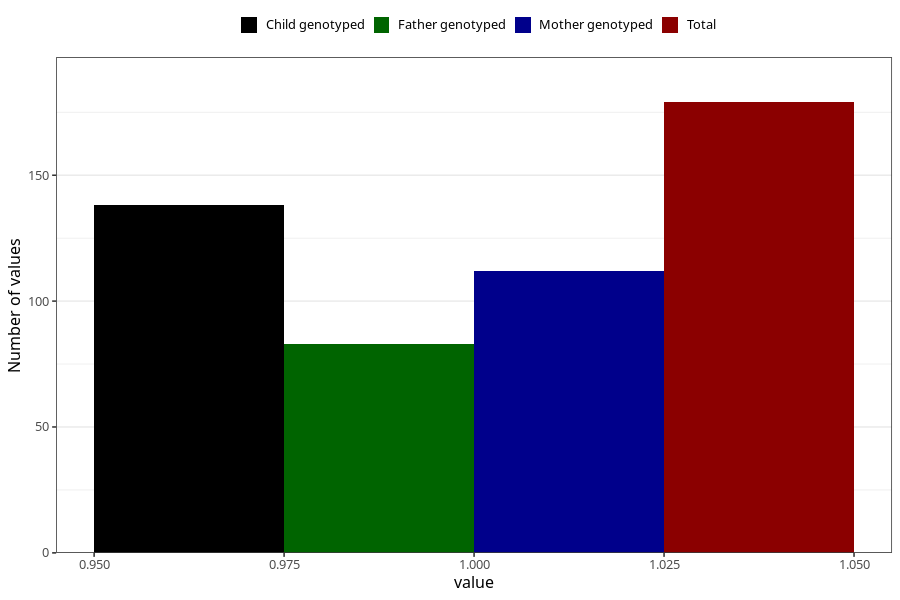 Child genotyped Father genotyped Mother genotyped Total
Number of values
150
100
50
0
0.950 0.975 1.000 1.025 1.050
value